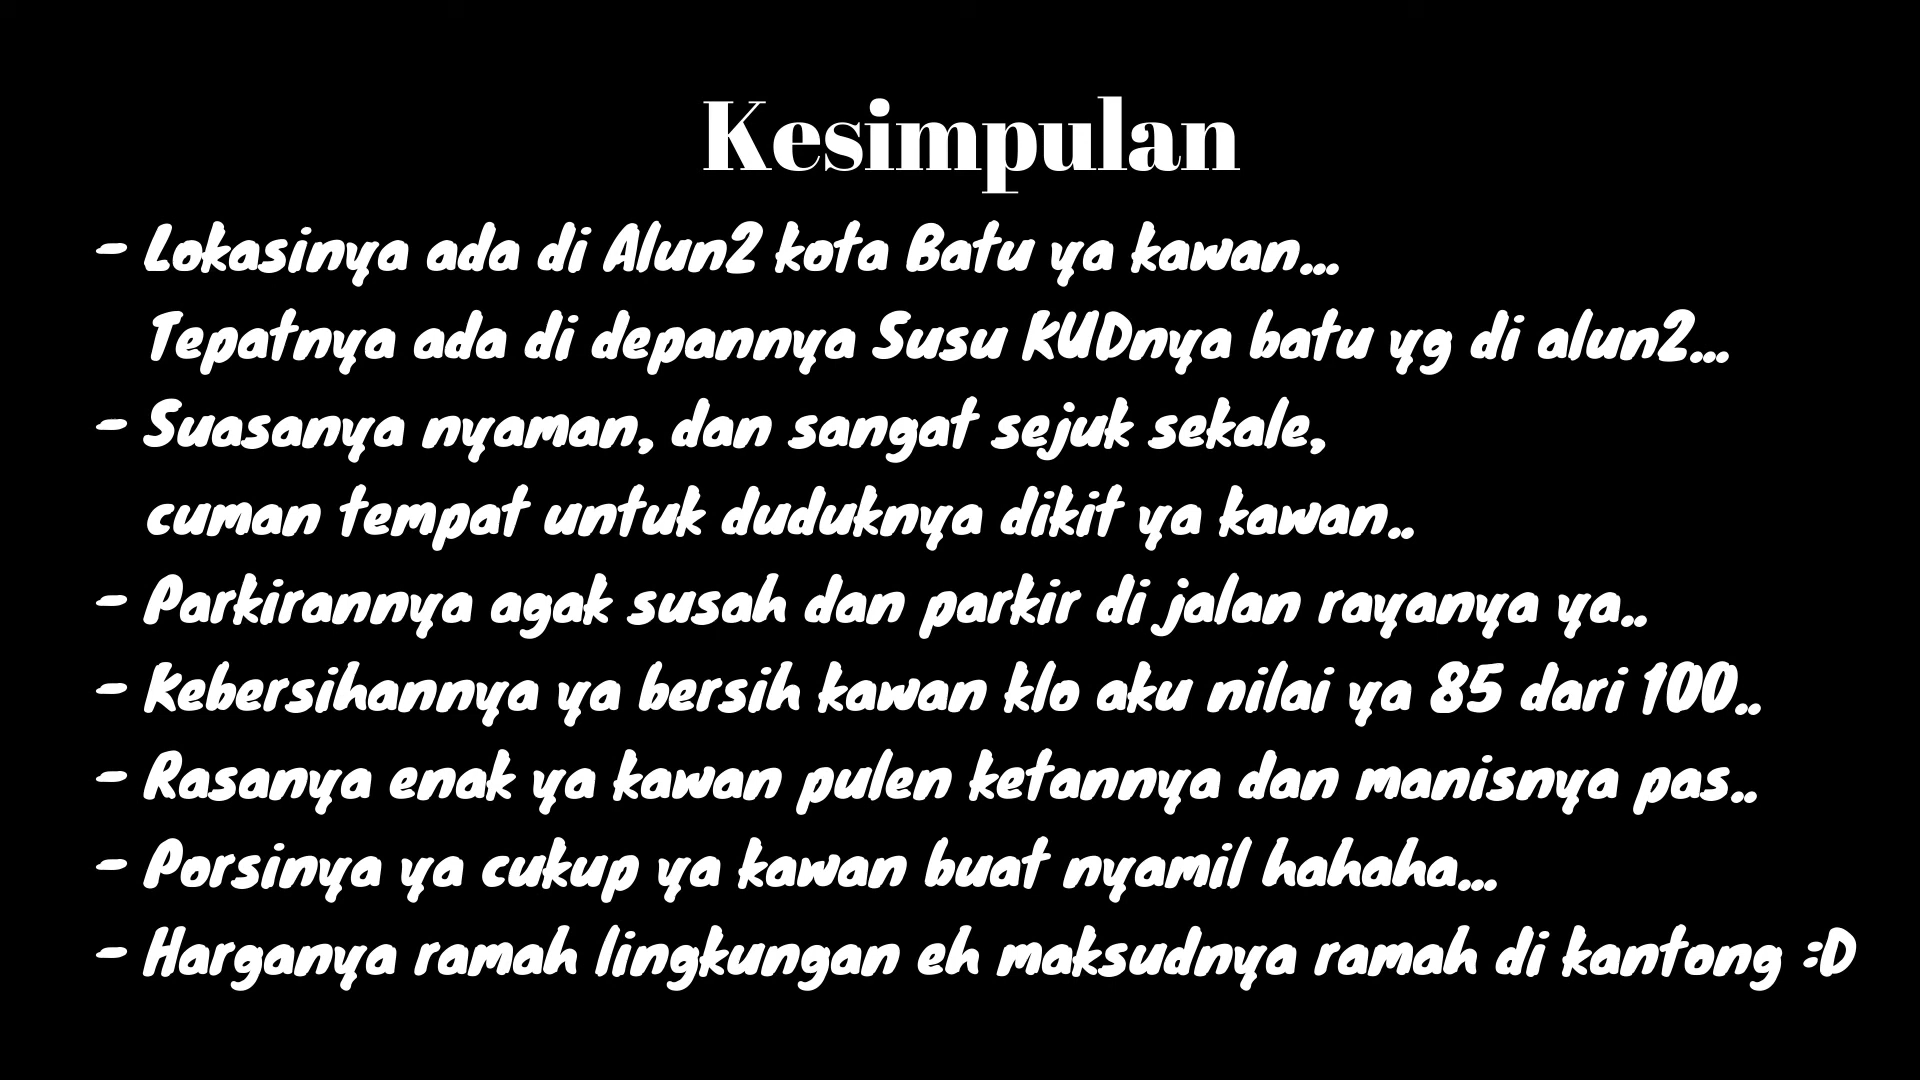 Kesimpulan
- Lokasinya ada di Alun2 kota Batu ya kawan...
Tepatnya ada di depannya Susu KUDnya batu yg di alun2...
- Suasanya nyaman, dan sangat sejuk sekale,
cuman tempat untuk duduknya dikit ya kawan..
- Parkirannya agak susah dan parkir di jalan rayanya ya..
- Kebersihannya ya bersih kawan klo aku nilai ya 85 dari 100..
- Rasanya enak ya kawan pulen ketannya dan manisnya pas..
- Porsinya ya cukup ya kawan buat nyamil hahaha...
- Harganya ramah lingkungan eh maksudnya ramah di kantong :D